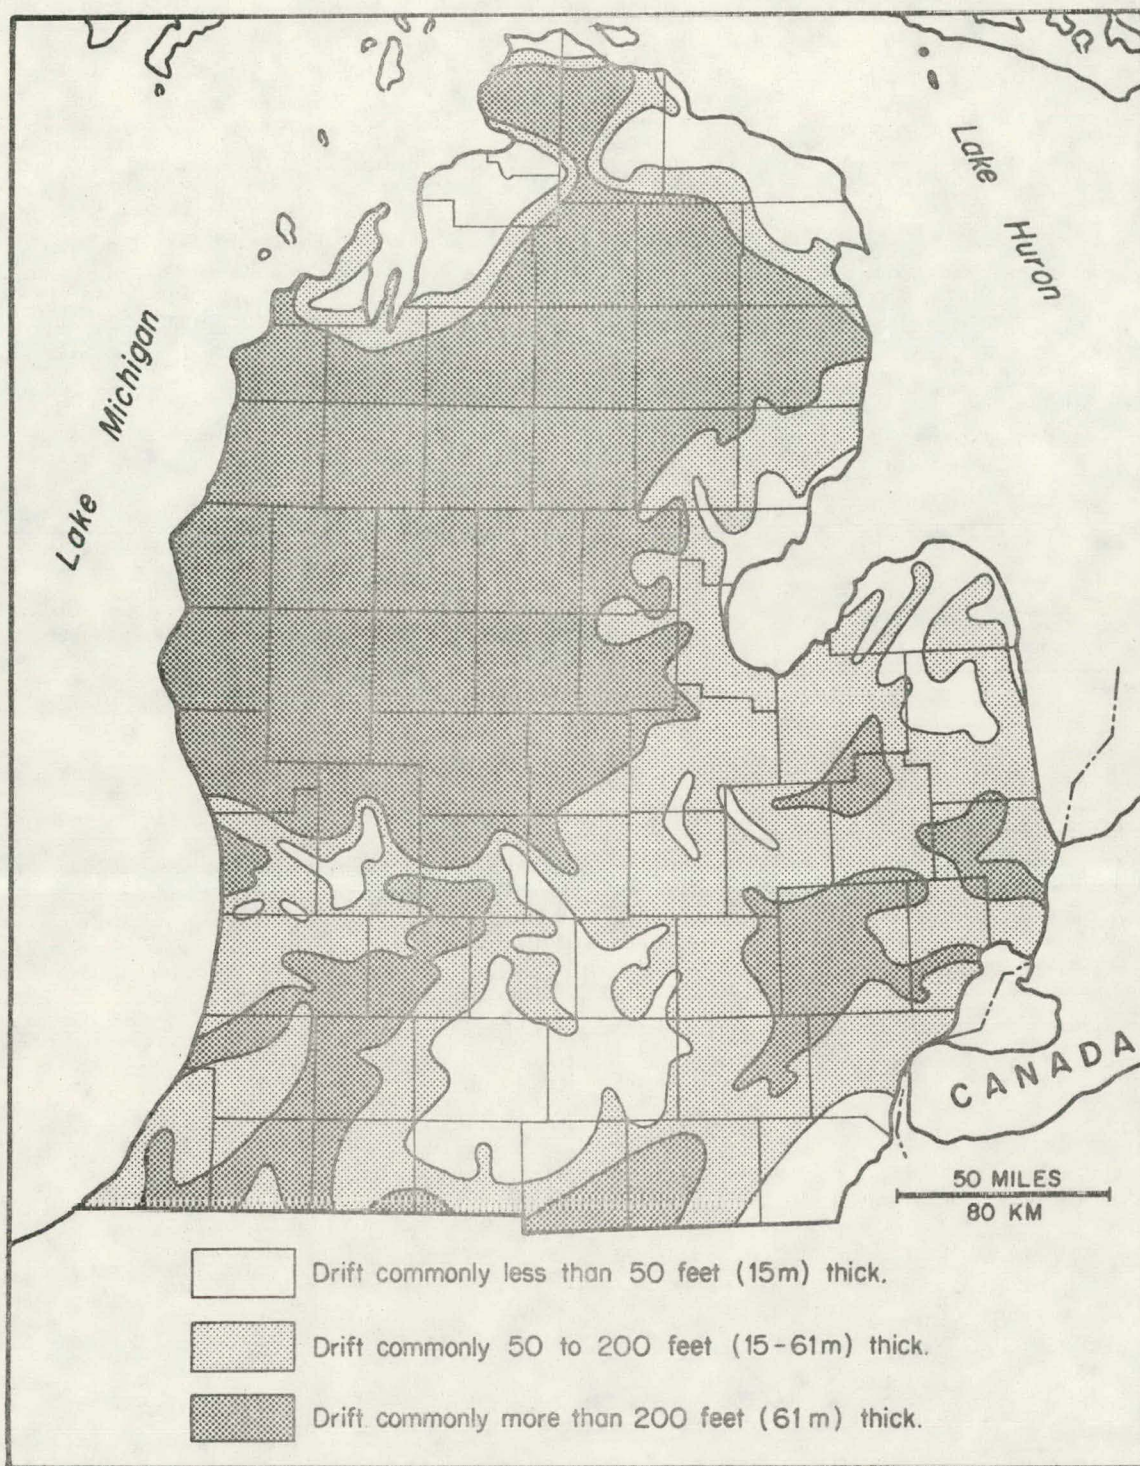 Lake Huron
Lake Michigan
CANADA
50 MILES
80 KM
Drift commonly less than 50 feet (15m) thick.
Drift commonly 50 to 200 feet (15-61m) thick.
Drift commonly more than 200 feet (61m) thick.